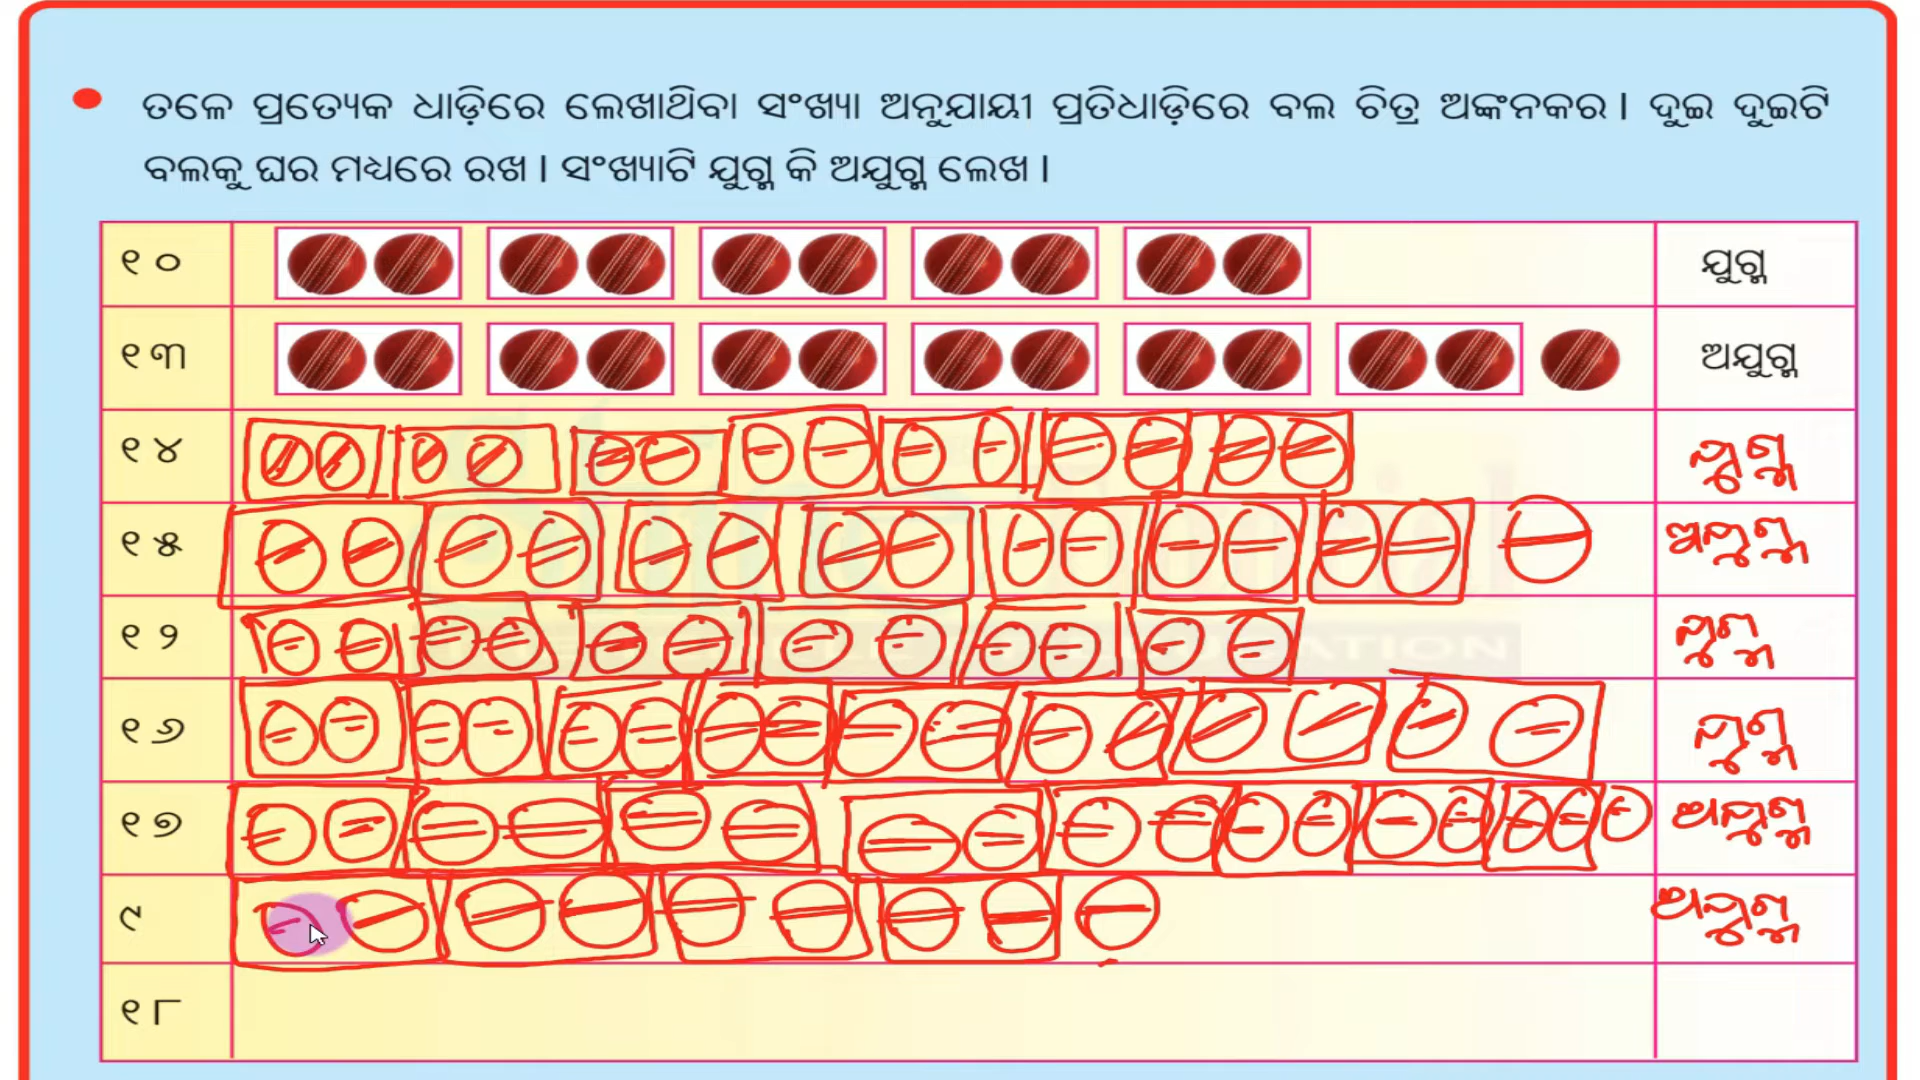 ତଳେ ପ୍ରତ୍ୟେକ ଧାଡ଼ିରେ ଲେଖାଥିବା ସଂଖ୍ୟା ଅନୁଯାୟୀ ପ୍ରତିଧାଡ଼ିରେ ବଲ ଚିତ୍ର ଅଙ୍କନକର । ଦୁଇ ଦୁଇଟି
ବଲକୁ ଘର ମଧ୍ୟରେ ରଖ । ସଂଖ୍ୟାଟି ଯୁଗ୍ମ କି ଅଯୁଗ୍ମ ଲେଖ ।
୧୦ ଯୁଗ୍ମ
୧୩ ଅଯୁଗ୍ମ
୧୪ ଯୁଗ୍ମ
୧୫ ଅଯୁଗ୍ମ
୧୨ ଯୁଗ୍ମ
୧୬ ଯୁଗ୍ମ
୧୭ ଅଯୁଗ୍ମ
୯ ଅଯୁଗ୍ମ
୧୮